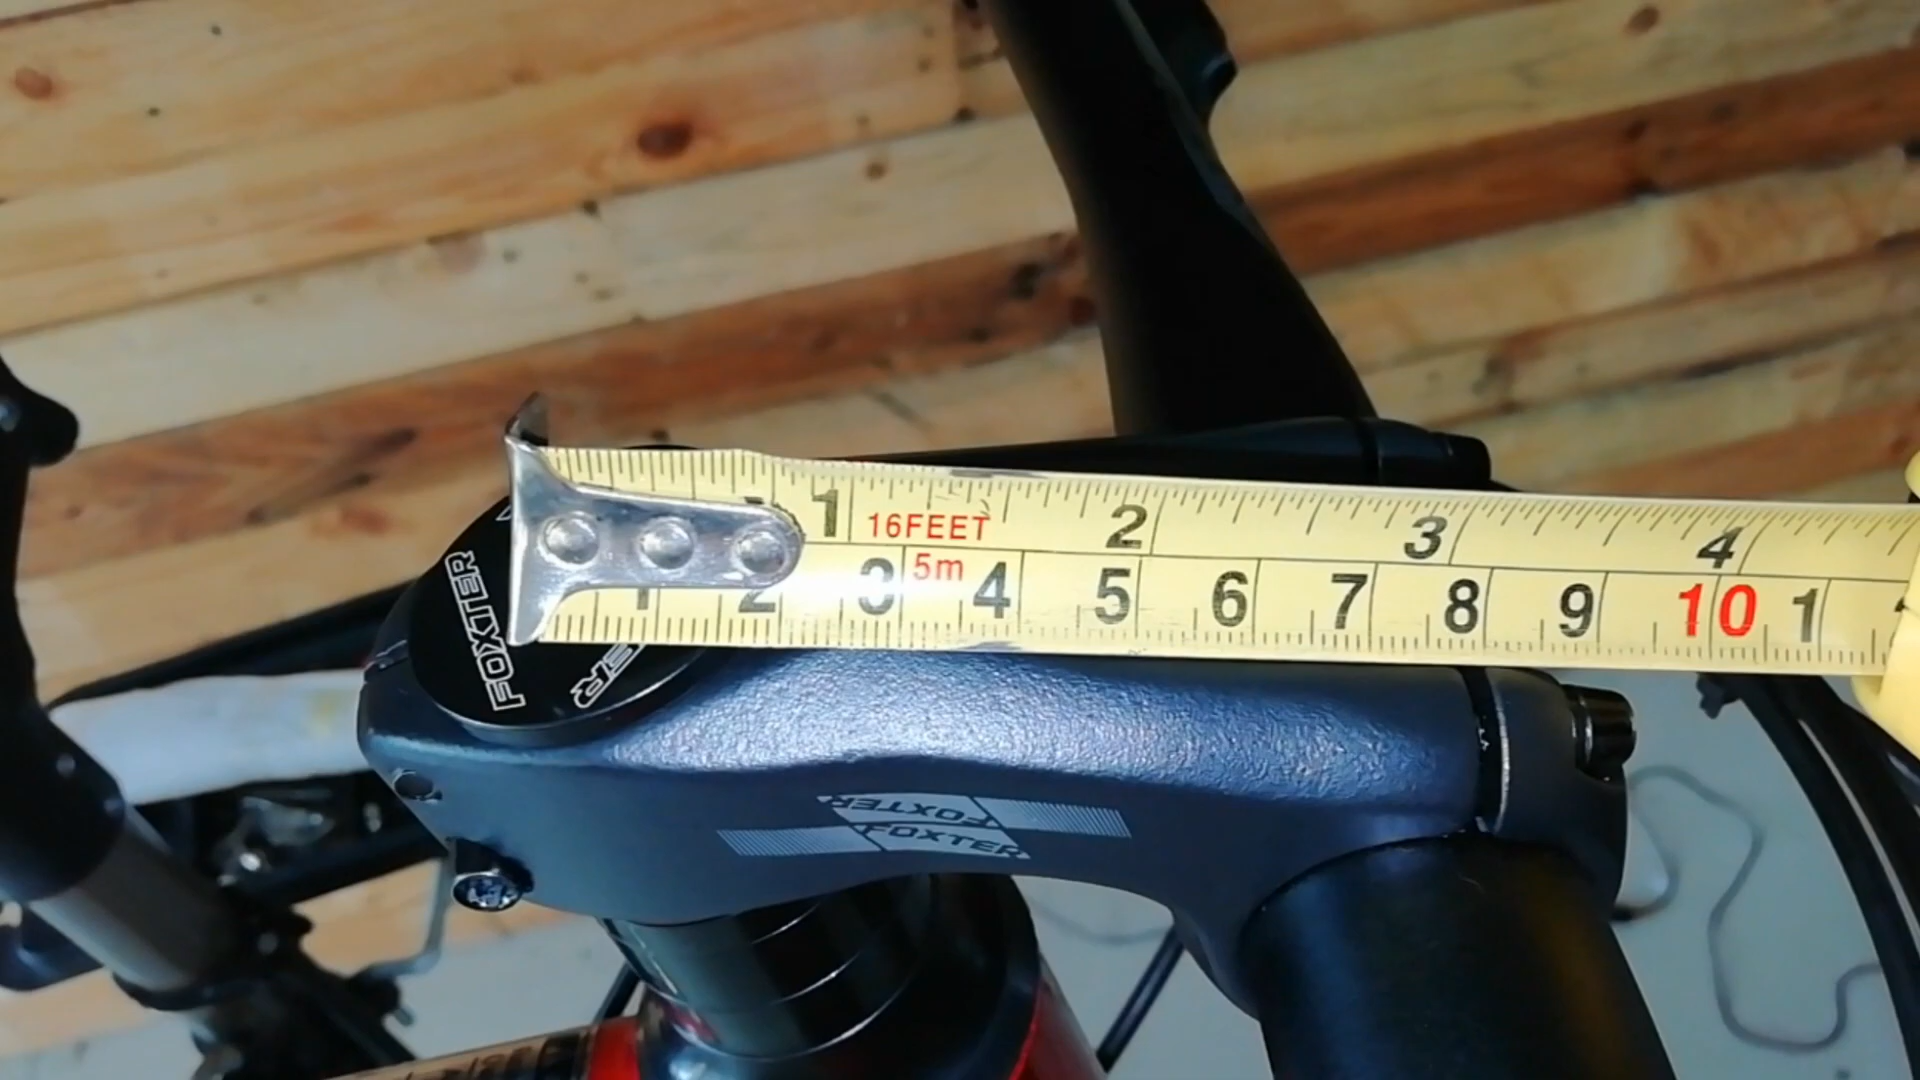 1 2 3 4
16FEET
5m
1 2 3 4 5 6 7 8 9 10 1
FOXTER
FOXTER
FOXTER